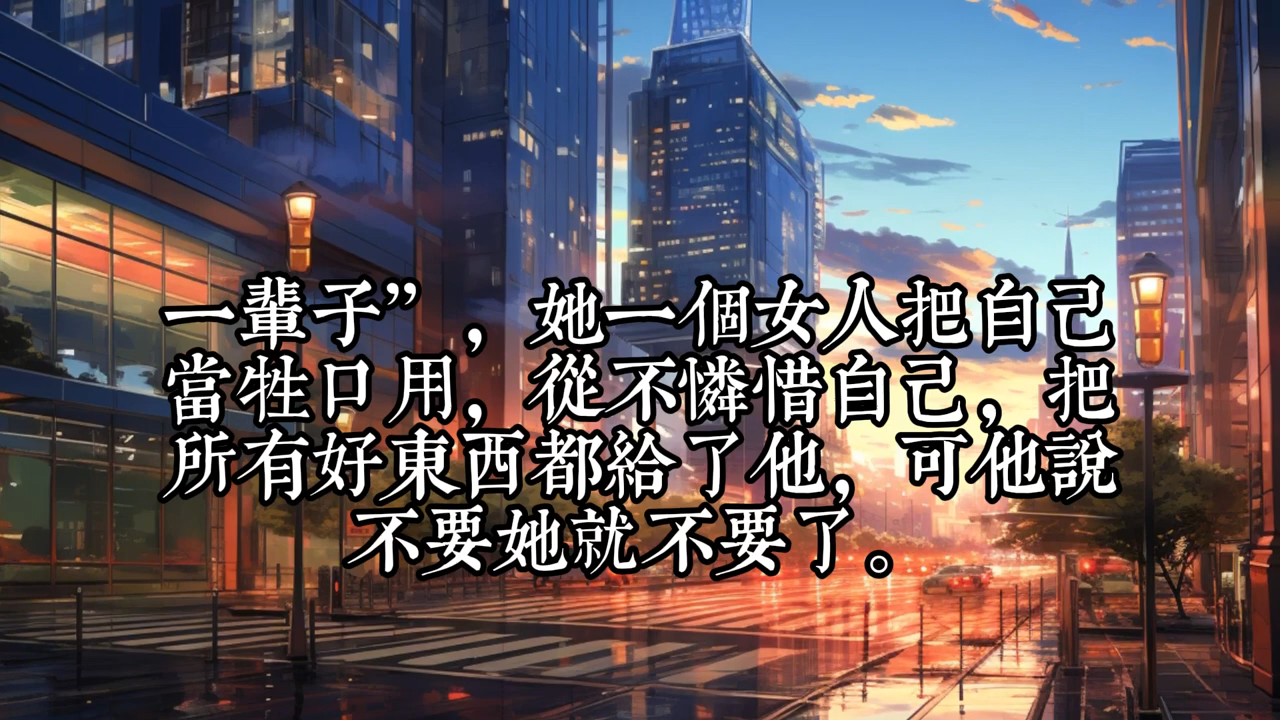 一輩子”，她一個女人把自己
當牲口用，從不憐惜自己，把
所有好東西都給了他，可他說
不要她就不要了。